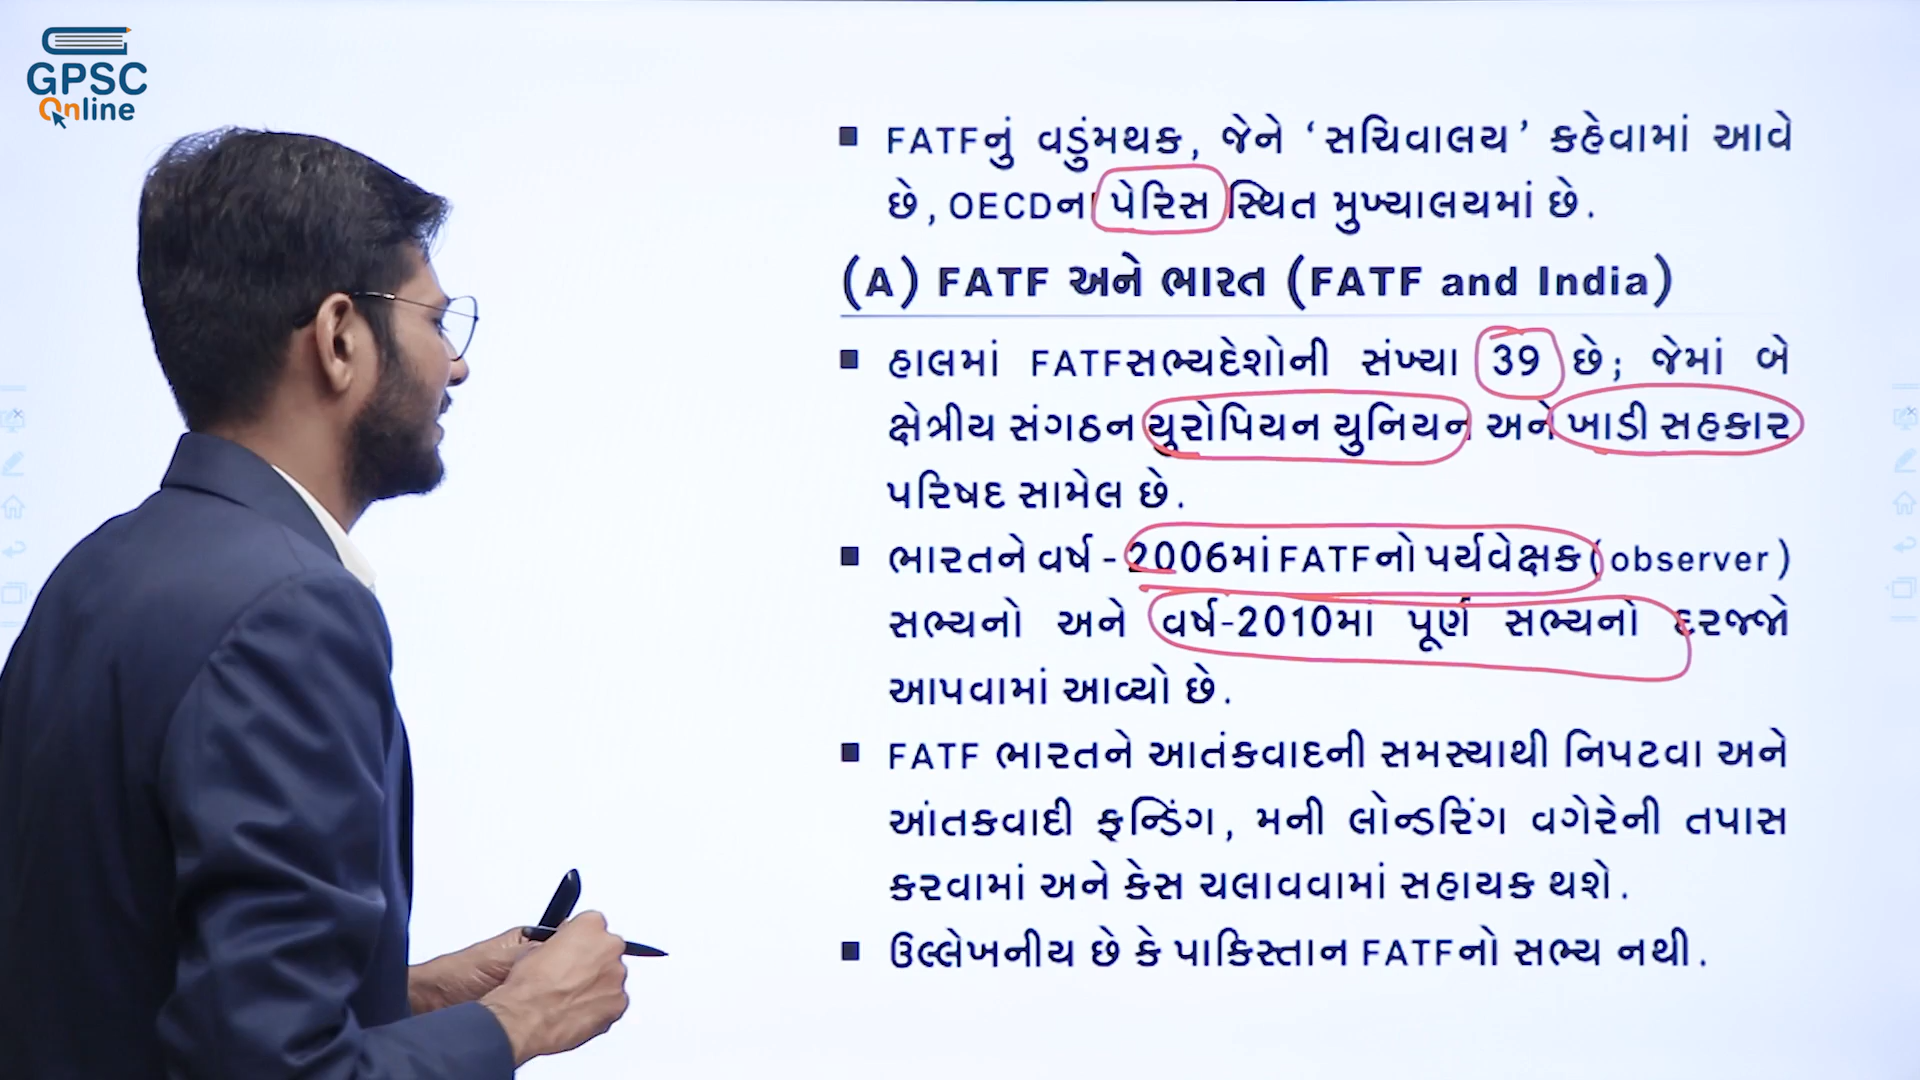 GPSC
Online
FATFનું વડુંમથક, જેને ‘સચિવાલય’ કહેવામાં આવે
છે, OECDના પેરિસ સ્થિત મુખ્યાલયમાં છે.
(A) FATF અને ભારત (FATF and India)
હાલમાં FATFસભ્યદેશોની સંખ્યા 39 છે; જેમાં બે
ક્ષેત્રીય સંગઠન યુરોપિયન યુનિયન અને ખાડી સહકાર
પરિષદ સામેલ છે.
ભારતને વર્ષ-2006માં FATFનો પર્યવેક્ષક (observer)
સભ્યનો અને વર્ષ-2010મા પૂર્ણ સભ્યનો દરજ્જો
આપવામાં આવ્યો છે.
FATF ભારતને આતંકવાદની સમસ્યાથી નિપટવા અને
આંતકવાદી ફન્ડિંગ, મની લોન્ડરિંગ વગેરેની તપાસ
કરવામાં અને કેસ ચલાવવામાં સહાયક થશે.
ઉલ્લેખનીય છે કે પાકિસ્તાન FATFનો સભ્ય નથી.